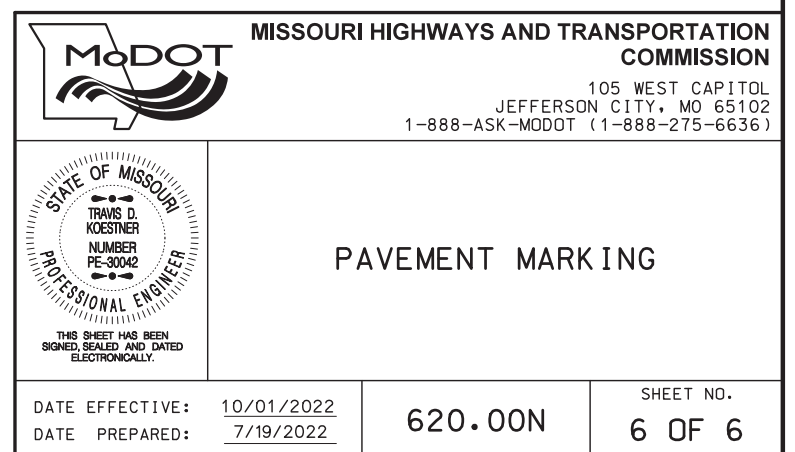 MoDOT
MISSOURI HIGHWAYS AND TRANSPORTATION
COMMISSION
105 WEST CAPITOL
JEFFERSON CITY, MO 65102
1-888-ASK-MODOT (1-888-275-6636)
STATE OF MISSOURI
TRAVIS D.
KOESTNER
NUMBER
PE-30042
PROFESSIONAL ENGINEER
THIS SHEET HAS BEEN
SIGNED, SEALED AND DATED
ELECTRONICALLY.
PAVEMENT MARKING
DATE EFFECTIVE: 10/01/2022
DATE PREPARED: 7/19/2022
620.00N
SHEET NO.
6 OF 6